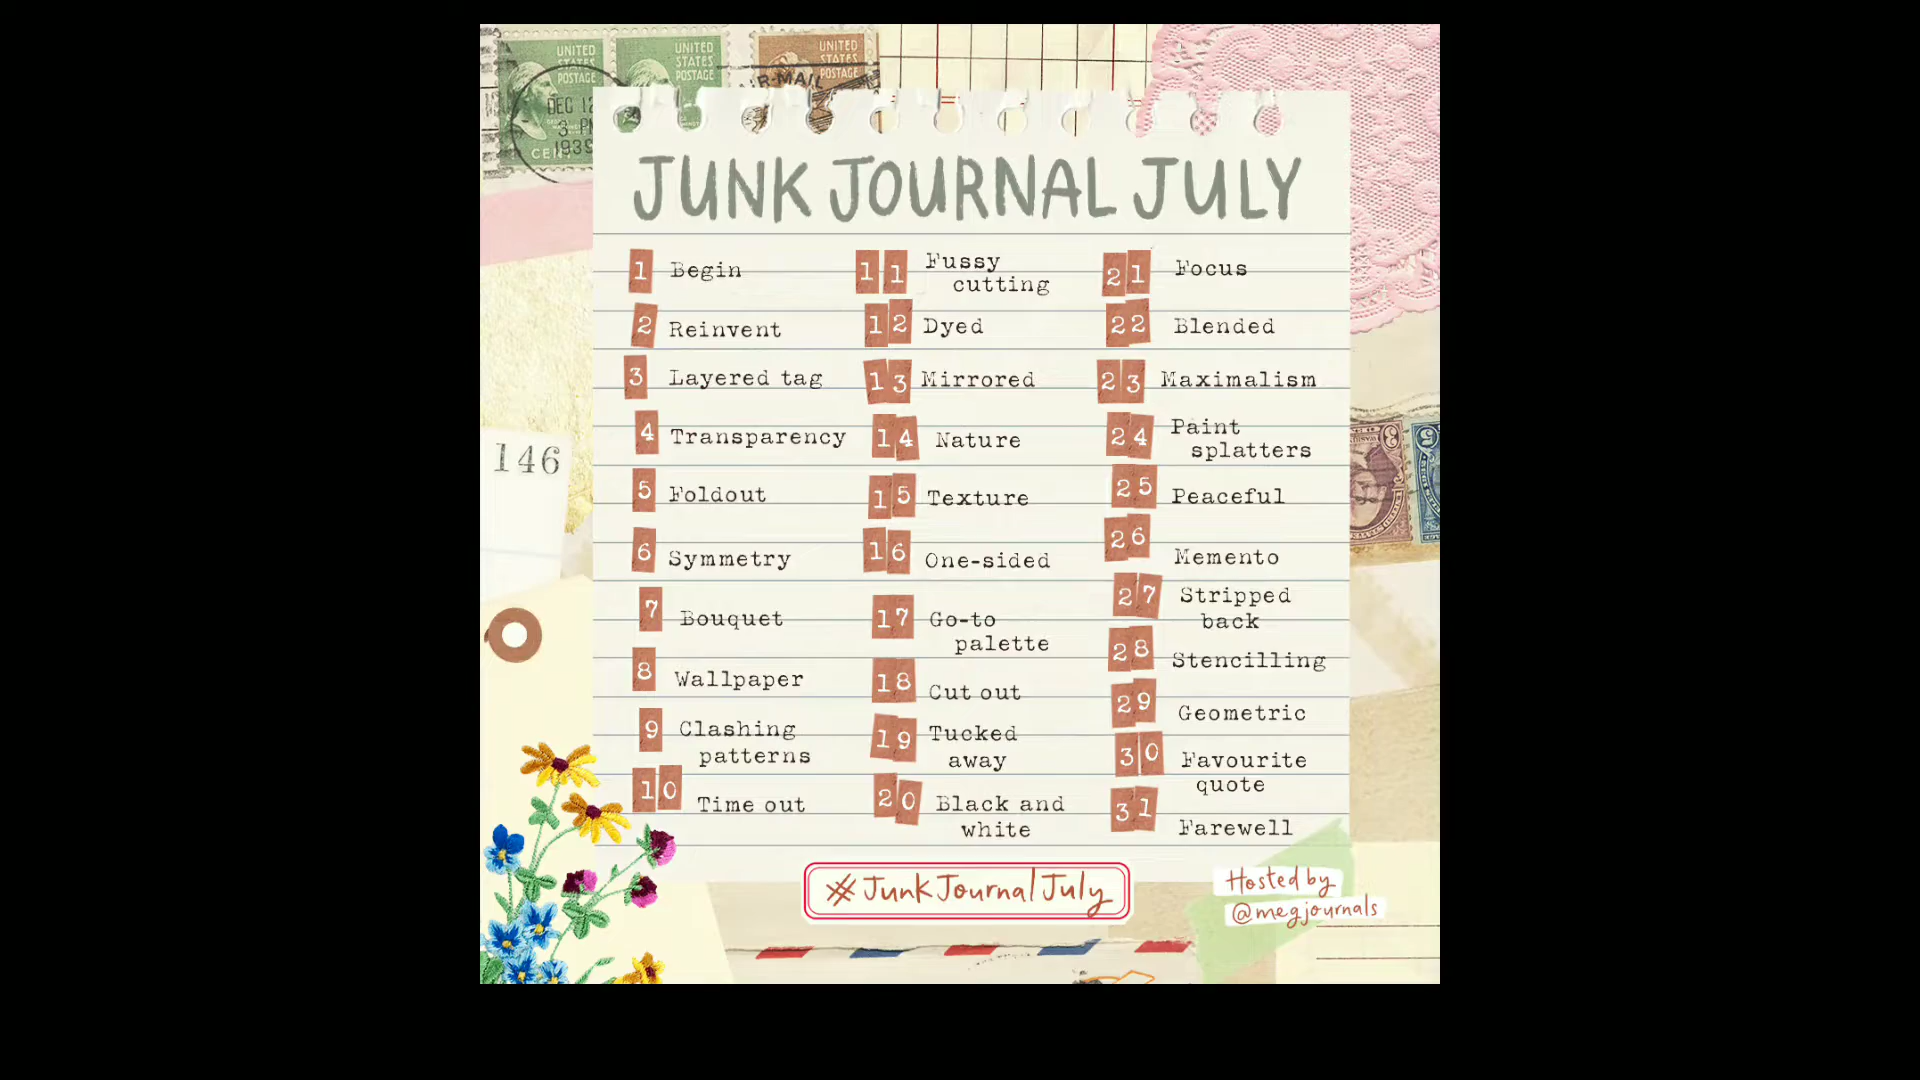 UNITED
STATES
POSTAGE
UNITED
STATES
POSTAGE
UNITED
STATES
POSTAGE
R-MAIL
DEC 12
3 PM
1939
CEN
JUNK JOURNAL JULY
1 Begin
2 Reinvent
3 Layered tag
4 Transparency
5 Foldout
6 Symmetry
7 Bouquet
8 Wallpaper
9 Clashing
patterns
10 Time out
11 Fussy
cutting
12 Dyed
13 Mirrored
14 Nature
15 Texture
16 One-sided
17 Go-to
palette
18 Cut out
19 Tucked
away
20 Black and
white
21 Focus
22 Blended
23 Maximalism
24 Paint
splatters
25 Peaceful
26 Memento
27 Stripped
back
28 Stencilling
29 Geometric
30 Favourite
quote
31 Farewell
146
#JunkJournalJuly
Hosted by
@megjournals